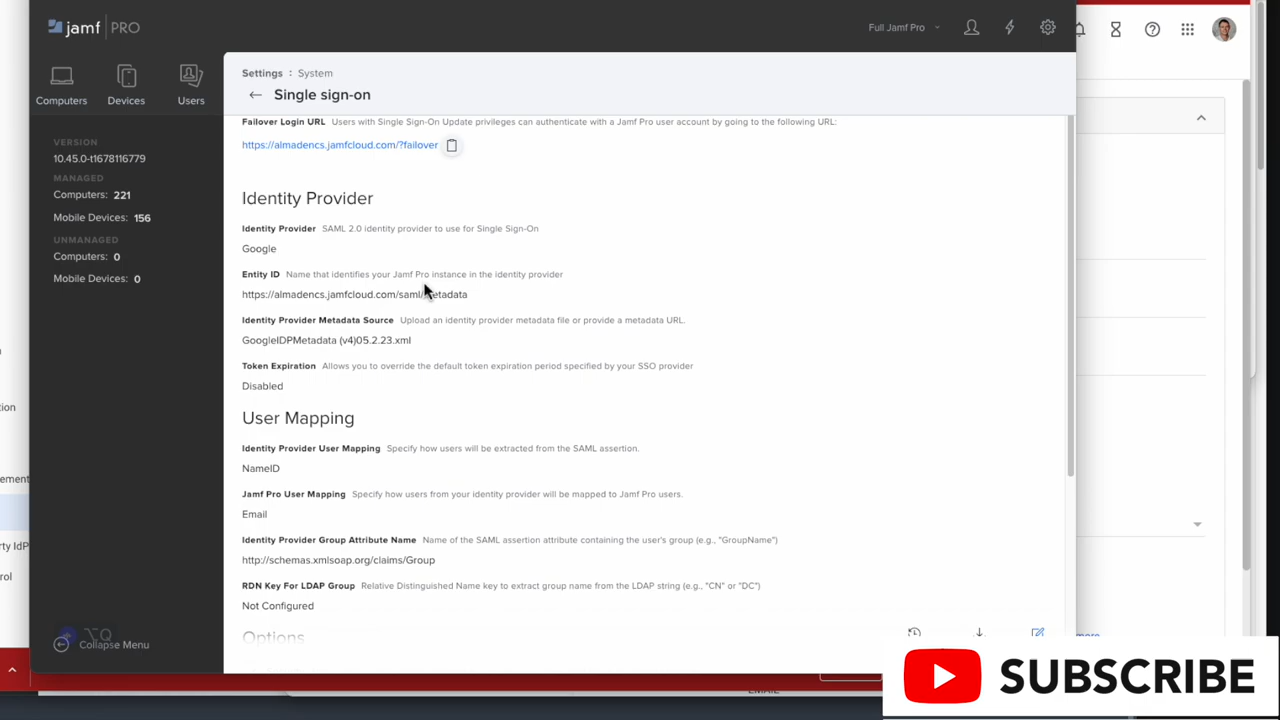 jamf PRO
Full Jamf Pro
Computers
Devices
Users
VERSION
10.45.0-t1678116779
MANAGED
Computers: 221
Mobile Devices: 156
UNMANAGED
Computers: 0
Mobile Devices: 0
Collapse Menu
Settings : System
Single sign-on
Failover Login URL Users with Single Sign-On Update privileges can authenticate with a Jamf Pro user account by going to the following URL:
https://almadencs.jamfcloud.com/?failover
Identity Provider
Identity Provider SAML 2.0 identity provider to use for Single Sign-On
Google
Entity ID Name that identifies your Jamf Pro instance in the identity provider
https://almadencs.jamfcloud.com/saml/metadata
Identity Provider Metadata Source Upload an identity provider metadata file or provide a metadata URL.
GoogleIDPMetadata (v4)05.2.23.xml
Token Expiration Allows you to override the default token expiration period specified by your SSO provider
Disabled
User Mapping
Identity Provider User Mapping Specify how users will be extracted from the SAML assertion.
NameID
Jamf Pro User Mapping Specify how users from your identity provider will be mapped to Jamf Pro users.
Email
Identity Provider Group Attribute Name Name of the SAML assertion attribute containing the user's group (e.g., "GroupName")
http://schemas.xmlsoap.org/claims/Group
RDN Key For LDAP Group Relative Distinguished Name key to extract group name from the LDAP string (e.g., "CN" or "DC")
Not Configured
Options
SUBSCRIBE